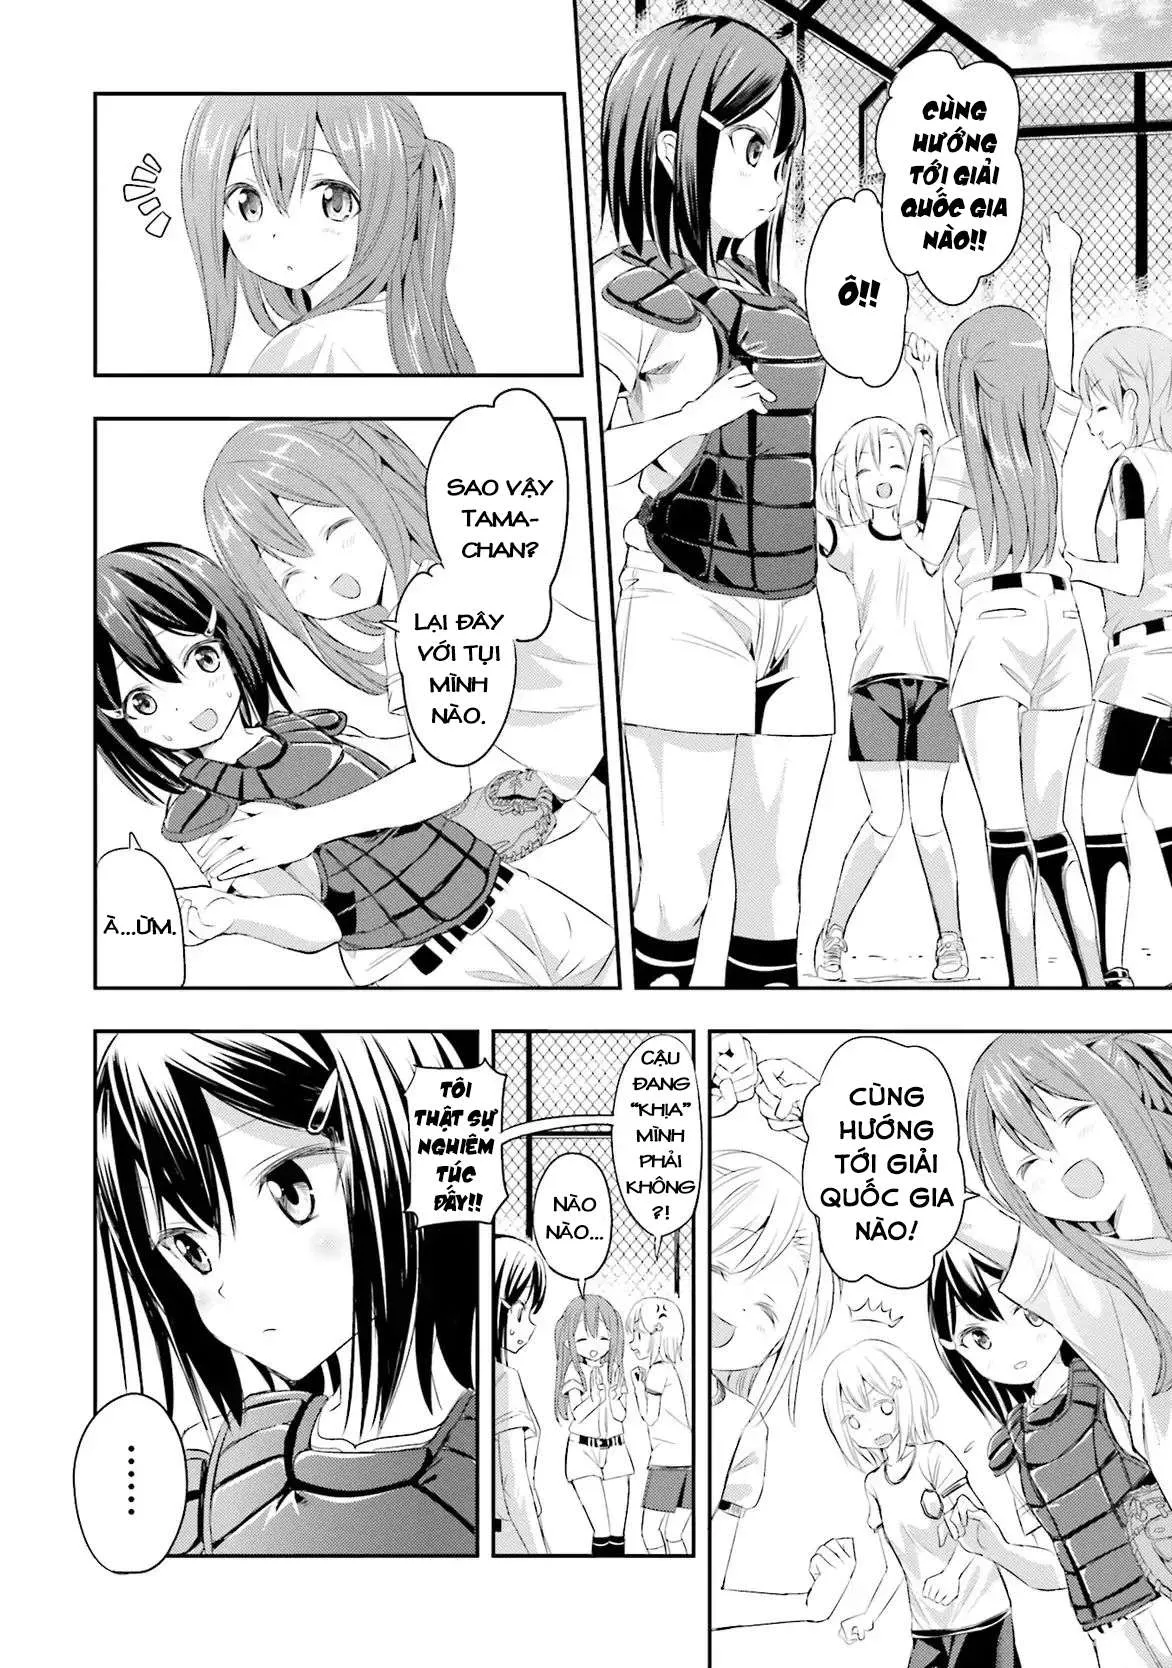 CÙNG
HƯỚNG
TỚI GIẢI
QUỐC GIA
NÀO!!
Ô!!
SAO VẬY
TAMA-
CHAN?
LẠI ĐÂY
VỚI TỤI
MÌNH
NÀO.
À...ỪM.
CÙNG
HƯỚNG
TỚI GIẢI
QUỐC GIA
NÀO!
CẬU
ĐANG
“KHỊA”
MÌNH
PHẢI
KHÔNG
?!
NÀO
NÀO...
TÔI
THẬT SỰ
NGHIÊM
TÚC
ĐẤY!!
......